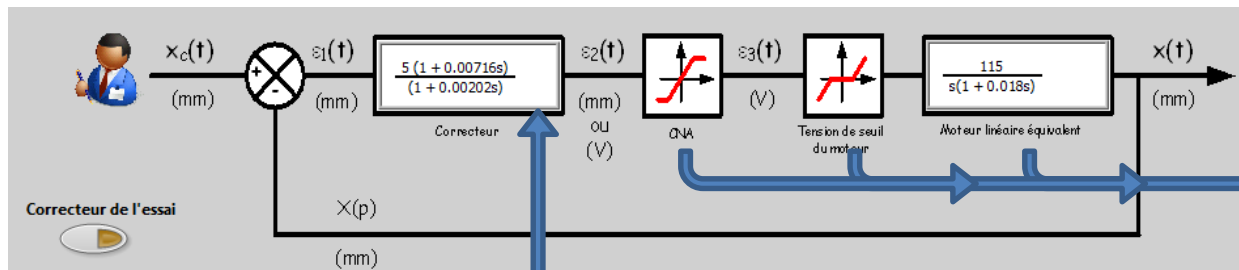 x_c(t)
ε1(t)
5 (1 + 0.00716s)
(1 + 0.00202s)
ε2(t)
ε3(t)
115
s(1 + 0.018s)
x(t)
+
-
(mm)
(mm)
(mm)
ou
(V)
(V)
(mm)
Correcteur
CNA
Tension de seuil
du moteur
Moteur linéaire équivalent
Correcteur de l'essai
X(p)
(mm)